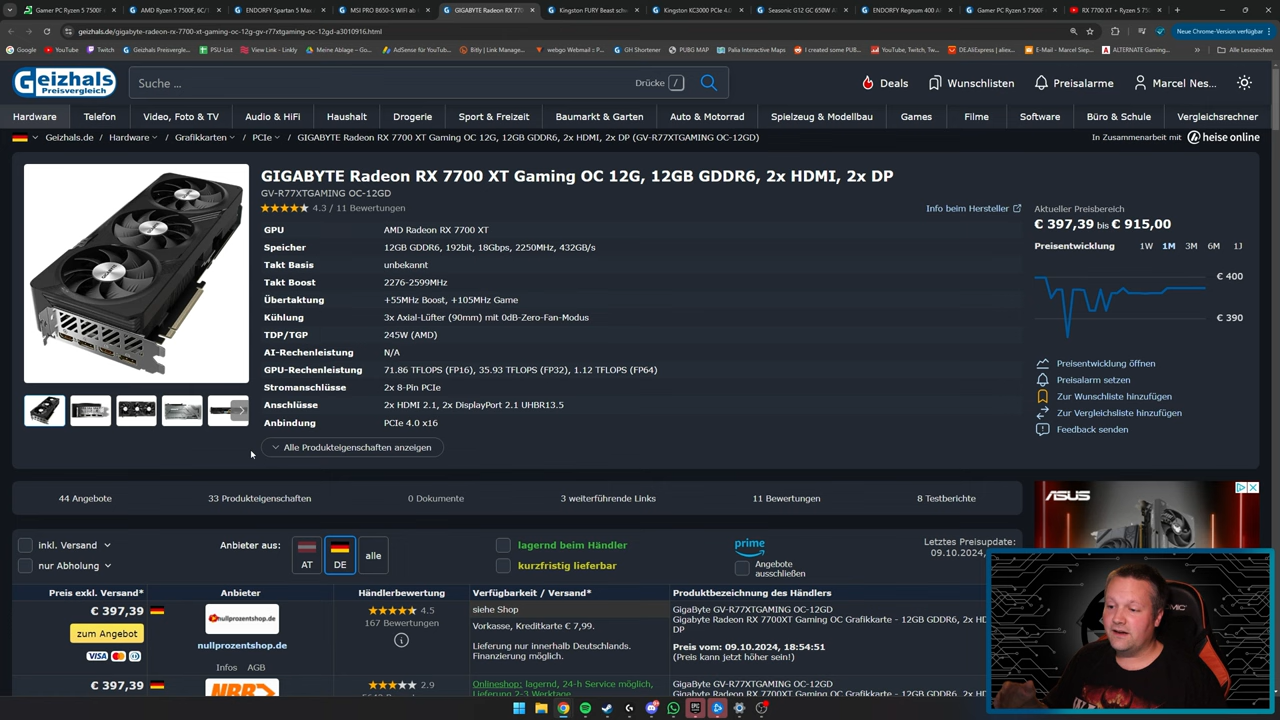 Gamer PC Ryzen 5 7500F
AMD Ryzen 5 7500F, 6C/1
ENDORFY Spartan 5 Max
MSI PRO B650-S WIFI ab
GIGABYTE Radeon RX 770
Kingston FURY Beast schw
Kingston KC3000 PCIe 4.0
Seasonic G12 GC 650W A
ENDORFY Regnum 400 AR
Gamer PC Ryzen 5 7500F
RX 7700 XT + Ryzen 5 75
geizhals.de/gigabyte-radeon-rx-7700-xt-gaming-oc-12g-gv-r77xtgaming-oc-12gd-a3010916.html
Neue Chrome-Version verfügbar
Google
YouTube
Twitch
Geizhals Preisverglei...
PSU-List
View Link - Linkly
Meine Ablage – Goo...
AdSense für YouTub...
Bitly | Link Manage...
webgo Webmail :: P...
GH Shortener
PUBG MAP
Palia Interactive Maps
I created some PUB...
YouTube, Twitch, Tw...
DE.AliExpress | aliex...
E-Mail – Marcel Siep...
ALTERNATE Gaming...
Alle Lesezeichen
Geizhals
Preisvergleich
Suche ...
Drücke /
Deals
Wunschlisten
Preisalarme
Marcel Nes...
Hardware
Telefon
Video, Foto & TV
Audio & HiFi
Haushalt
Drogerie
Sport & Freizeit
Baumarkt & Garten
Auto & Motorrad
Spielzeug & Modellbau
Games
Filme
Software
Büro & Schule
Vergleichsrechner
Geizhals.de / Hardware / Grafikkarten / PCIe / GIGABYTE Radeon RX 7700 XT Gaming OC 12G, 12GB GDDR6, 2x HDMI, 2x DP (GV-R77XTGAMING OC-12GD)
In Zusammenarbeit mit heise online
GIGABYTE Radeon RX 7700 XT Gaming OC 12G, 12GB GDDR6, 2x HDMI, 2x DP
GV-R77XTGAMING OC-12GD
4.3 / 11 Bewertungen
Info beim Hersteller
GPU AMD Radeon RX 7700 XT
Speicher 12GB GDDR6, 192bit, 18Gbps, 2250MHz, 432GB/s
Takt Basis unbekannt
Takt Boost 2276-2599MHz
Übertaktung +55MHz Boost, +105MHz Game
Kühlung 3x Axial-Lüfter (90mm) mit 0dB-Zero-Fan-Modus
TDP/TGP 245W (AMD)
AI-Rechenleistung N/A
GPU-Rechenleistung 71.86 TFLOPS (FP16), 35.93 TFLOPS (FP32), 1.12 TFLOPS (FP64)
Stromanschlüsse 2x 8-Pin PCIe
Anschlüsse 2x HDMI 2.1, 2x DisplayPort 2.1 UHBR13.5
Anbindung PCIe 4.0 x16
Alle Produkteigenschaften anzeigen
Aktueller Preisbereich
€ 397,39 bis € 915,00
Preisentwicklung 1W 1M 3M 6M 1J
€ 400
€ 390
Preisentwicklung öffnen
Preisalarm setzen
Zur Wunschliste hinzufügen
Zur Vergleichsliste hinzufügen
Feedback senden
44 Angebote
33 Produkteigenschaften
0 Dokumente
3 weiterführende Links
11 Bewertungen
8 Testberichte
ASUS
inkl. Versand
nur Abholung
Anbieter aus:
AT
DE
alle
lagernd beim Händler
kurzfristig lieferbar
prime
Angebote
ausschließen
Letztes Preisupdate:
09.10.2024,
Preis exkl. Versand*
Anbieter
Händlerbewertung
Verfügbarkeit / Versand*
Produktbezeichnung des Händlers
€ 397,39
zum Angebot
VISA
nullprozentshop.de
nullprozentshop.de
Infos AGB
4.5
167 Bewertungen
siehe Shop
Vorkasse, Kreditkarte € 7,99.
Lieferung nur innerhalb Deutschlands.
Finanzierung möglich.
GigaByte GV-R77XTGAMING OC-12GD
Gigabyte Radeon RX 7700XT Gaming OC Grafikkarte - 12GB GDDR6, 2x HD
DP
Preis vom: 09.10.2024,
(Preis kann jetzt höher sein!)
€ 397,39
NBB
2.9
Onlineshop: lagernd, 24-h Service möglich,
Lieferung 2-3 Werktage
GigaByte GV-R77XTGAMING OC-12GD
Gigabyte Radeon RX 7700XT Gaming OC Grafikkarte - 12GB GDDR6, 2x HD